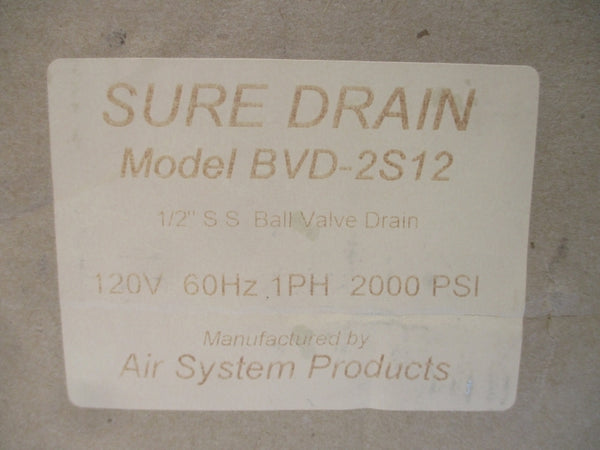 SURE DRAIN
Model BVD-2S12
1/2" S S Ball Valve Drain
120V 60Hz 1PH 2000 PSI
Manufactured by
Air System Products